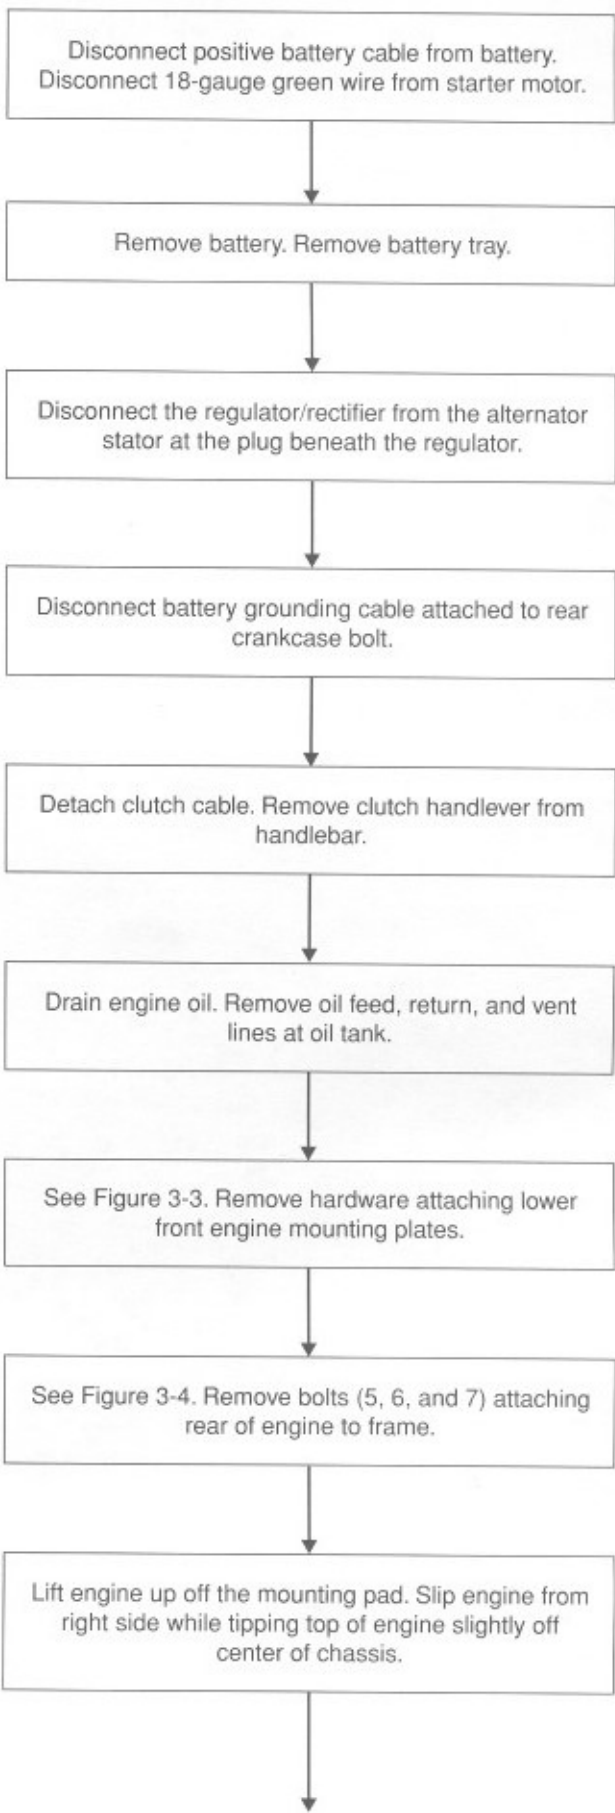 Disconnect positive battery cable from battery.
Disconnect 18-gauge green wire from starter motor.
Remove battery. Remove battery tray.
Disconnect the regulator/rectifier from the alternator
stator at the plug beneath the regulator.
Disconnect battery grounding cable attached to rear
crankcase bolt.
Detach clutch cable. Remove clutch handlever from
handlebar.
Drain engine oil. Remove oil feed, return, and vent
lines at oil tank.
See Figure 3-3. Remove hardware attaching lower
front engine mounting plates.
See Figure 3-4. Remove bolts (5, 6, and 7) attaching
rear of engine to frame.
Lift engine up off the mounting pad. Slip engine from
right side while tipping top of engine slightly off
center of chassis.